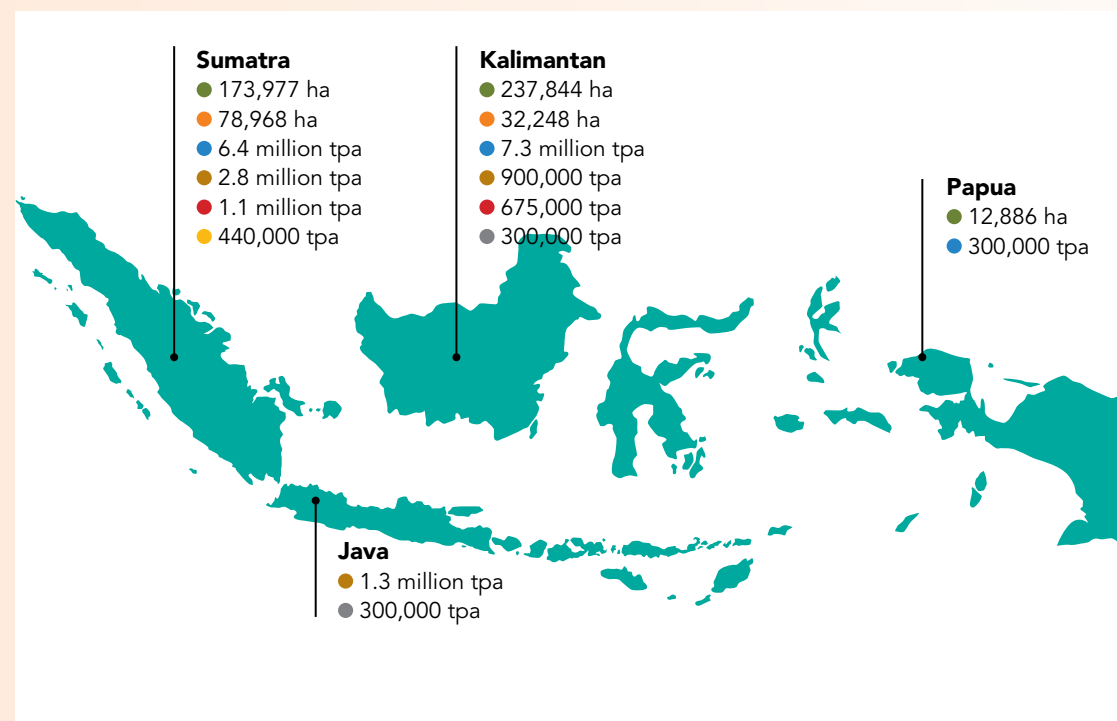 Sumatra
173,977 ha
78,968 ha
6.4 million tpa
2.8 million tpa
1.1 million tpa
440,000 tpa
Kalimantan
237,844 ha
32,248 ha
7.3 million tpa
900,000 tpa
675,000 tpa
300,000 tpa
Papua
12,886 ha
300,000 tpa
Java
1.3 million tpa
300,000 tpa